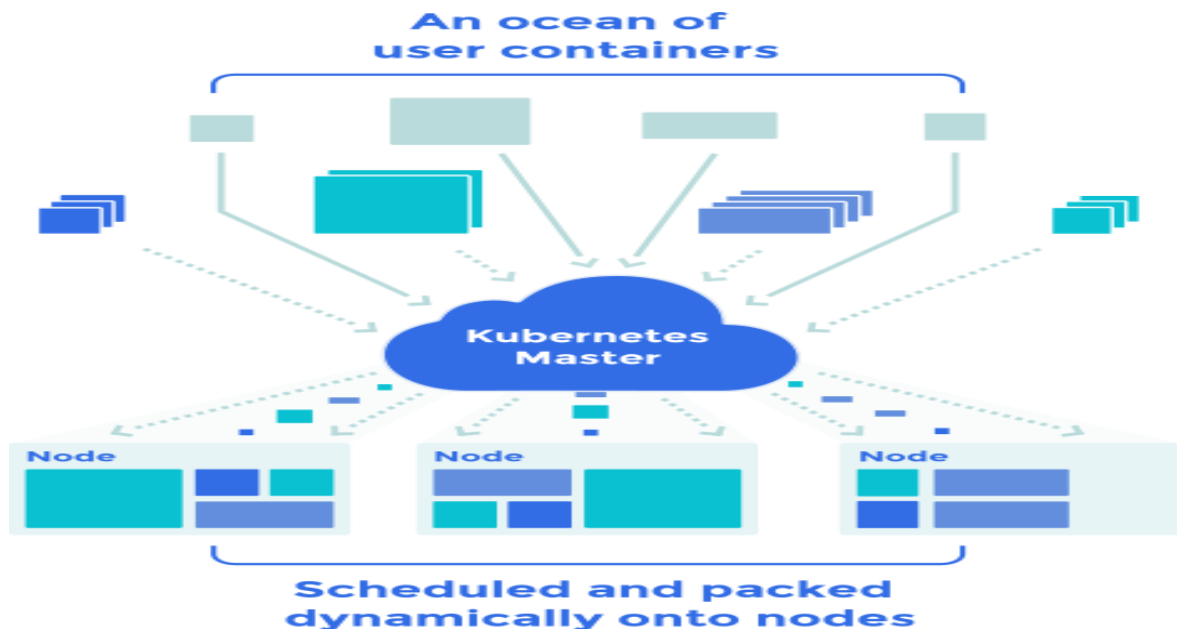 An ocean of
user containers
Kubernetes
Master
Node
Node
Node
Scheduled and packed
dynamically onto nodes